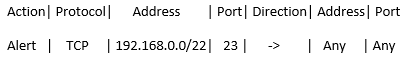 Action| Protocol| Address | Port| Direction| Address| Port
Alert | TCP | 192.168.0.0/22| 23 | -> | Any | Any